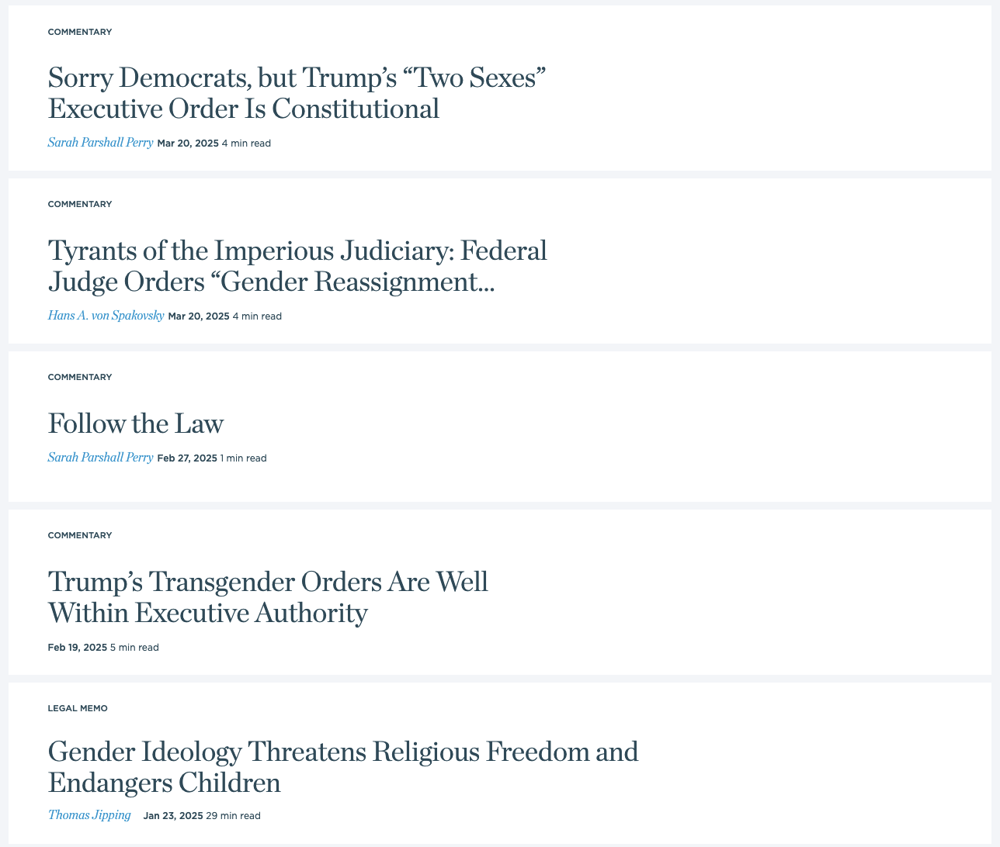 COMMENTARY
Sorry Democrats, but Trump’s “Two Sexes”
Executive Order Is Constitutional
Sarah Parshall Perry Mar 20, 2025 4 min read
COMMENTARY
Tyrants of the Imperious Judiciary: Federal
Judge Orders “Gender Reassignment...
Hans A. von Spakovsky Mar 20, 2025 4 min read
COMMENTARY
Follow the Law
Sarah Parshall Perry Feb 27, 2025 1 min read
COMMENTARY
Trump’s Transgender Orders Are Well
Within Executive Authority
Feb 19, 2025 5 min read
LEGAL MEMO
Gender Ideology Threatens Religious Freedom and
Endangers Children
Thomas Jipping Jan 23, 2025 29 min read